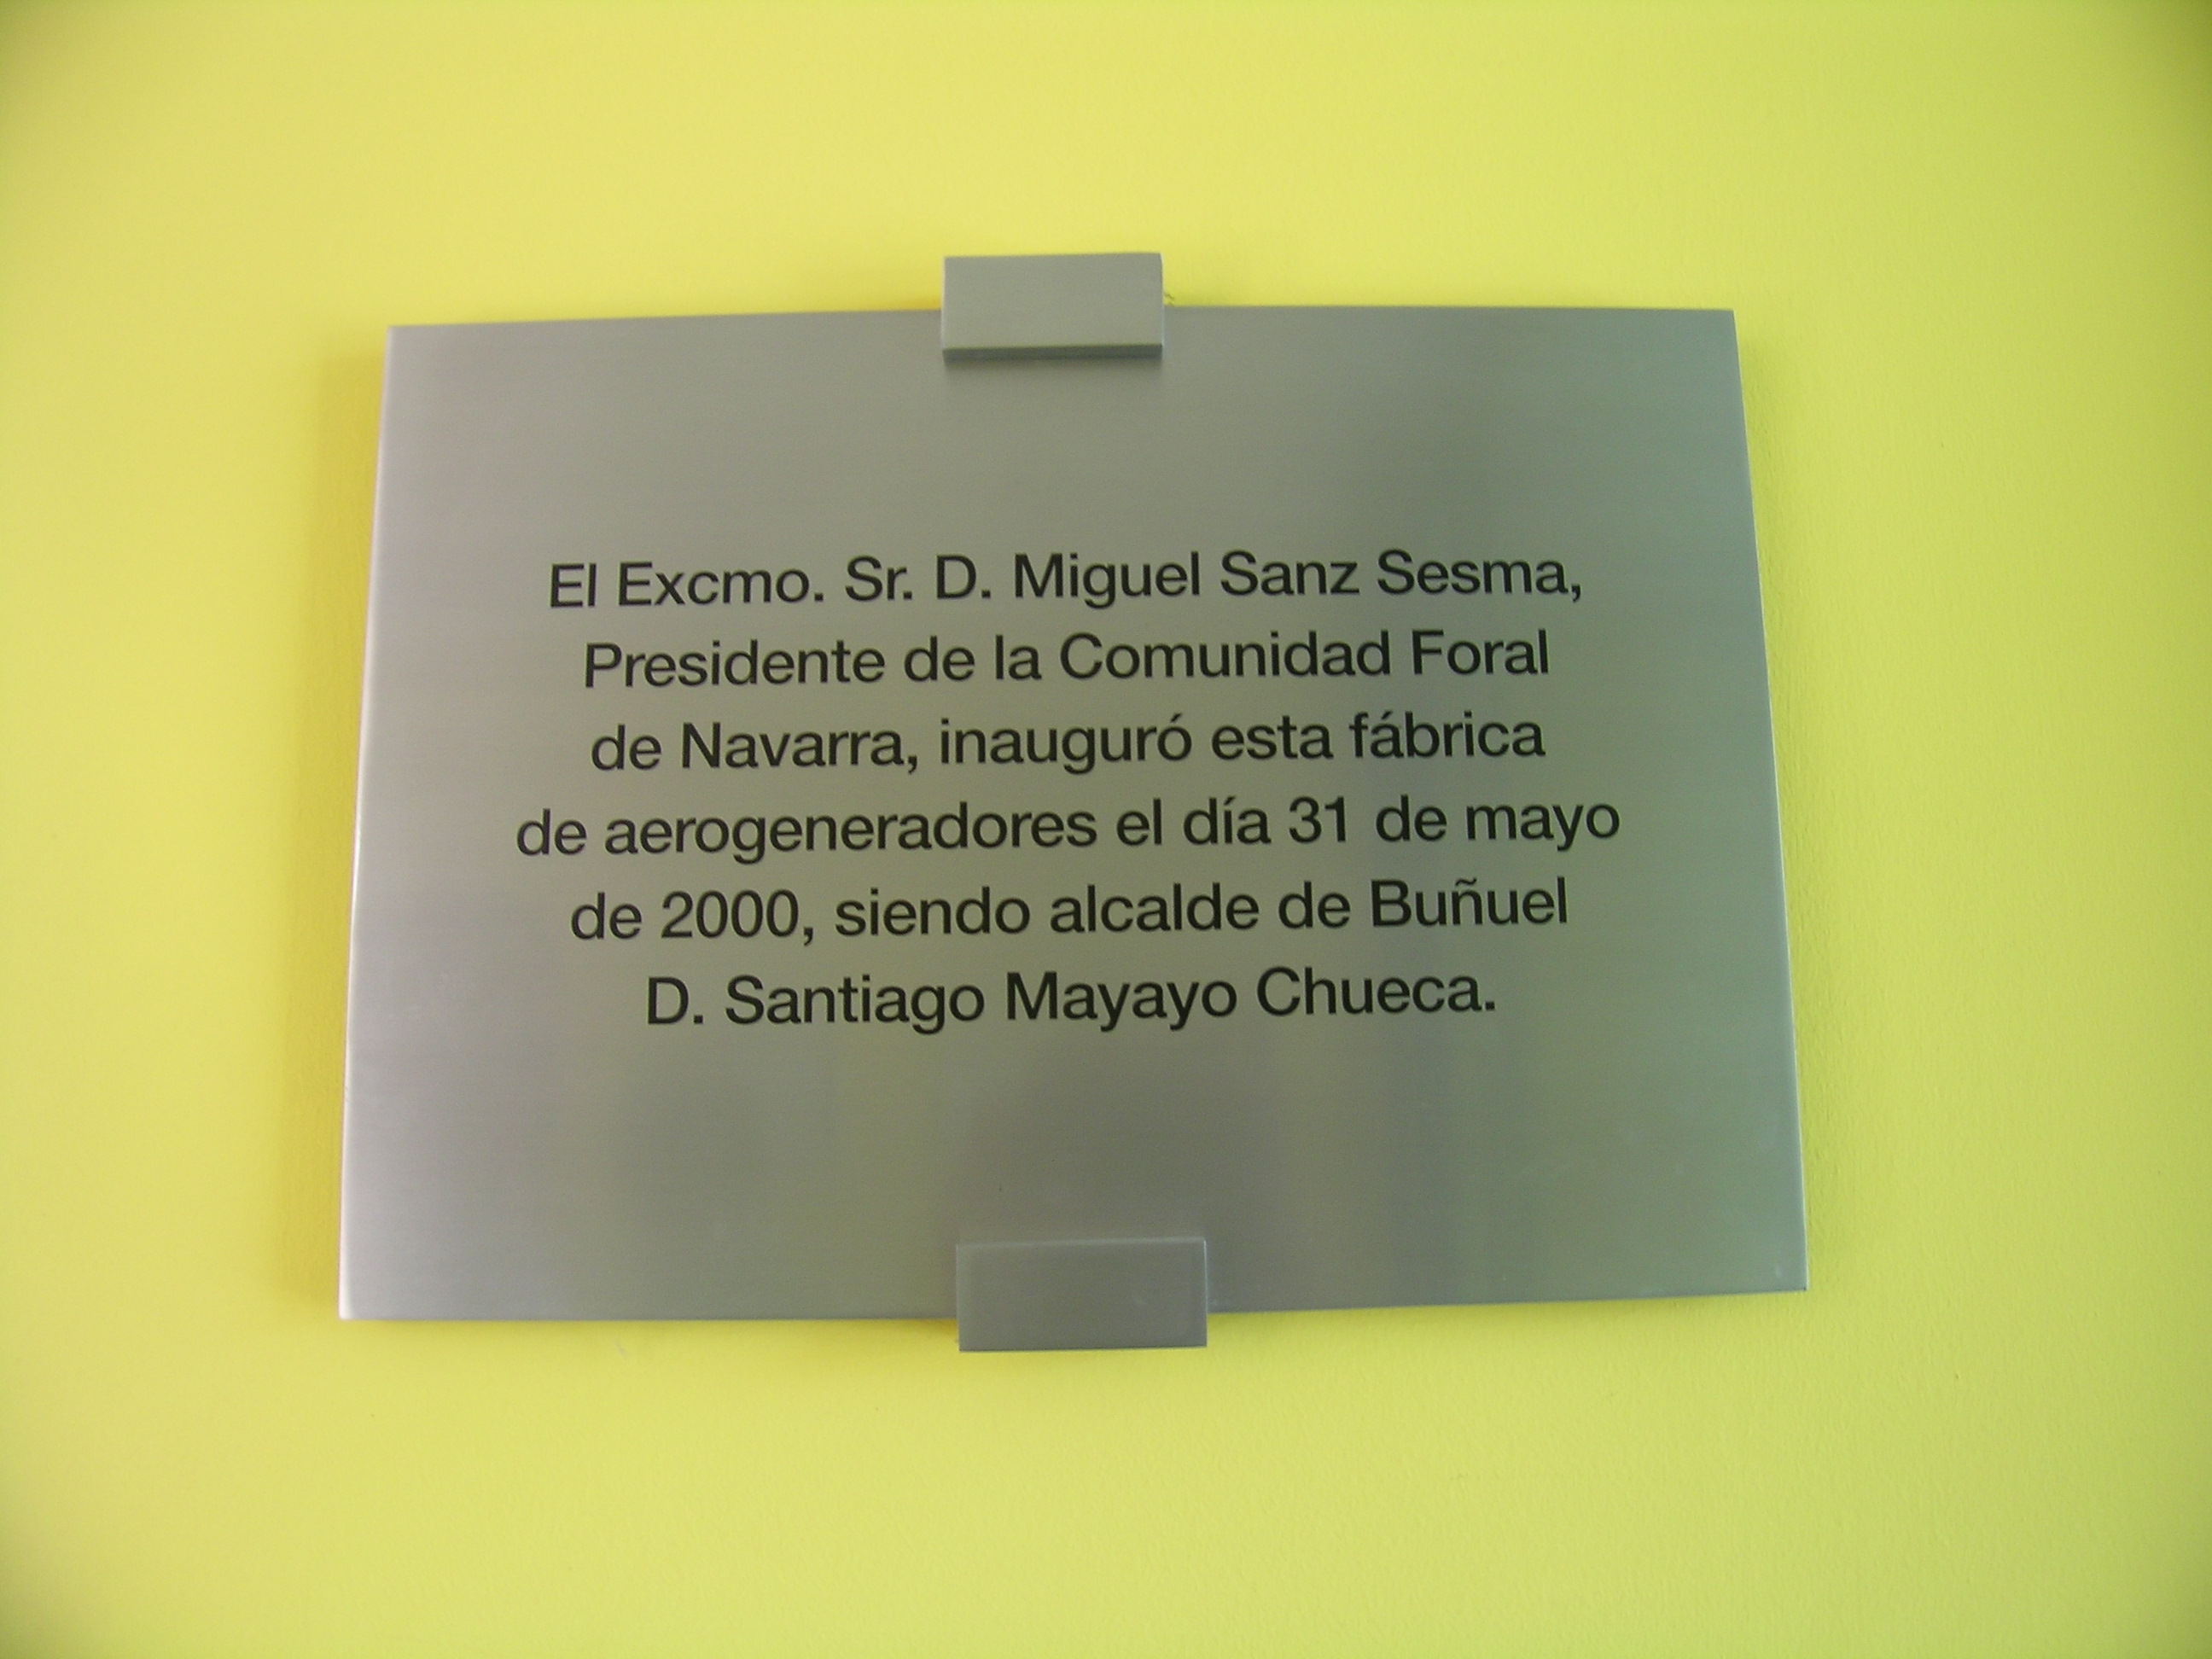 El Excmo. Sr. D. Miguel Sanz Sesma,
Presidente de la Comunidad Foral
de Navarra, inauguró esta fábrica
de aerogeneradores el día 31 de mayo
de 2000, siendo alcalde de Buñuel
D. Santiago Mayayo Chueca.